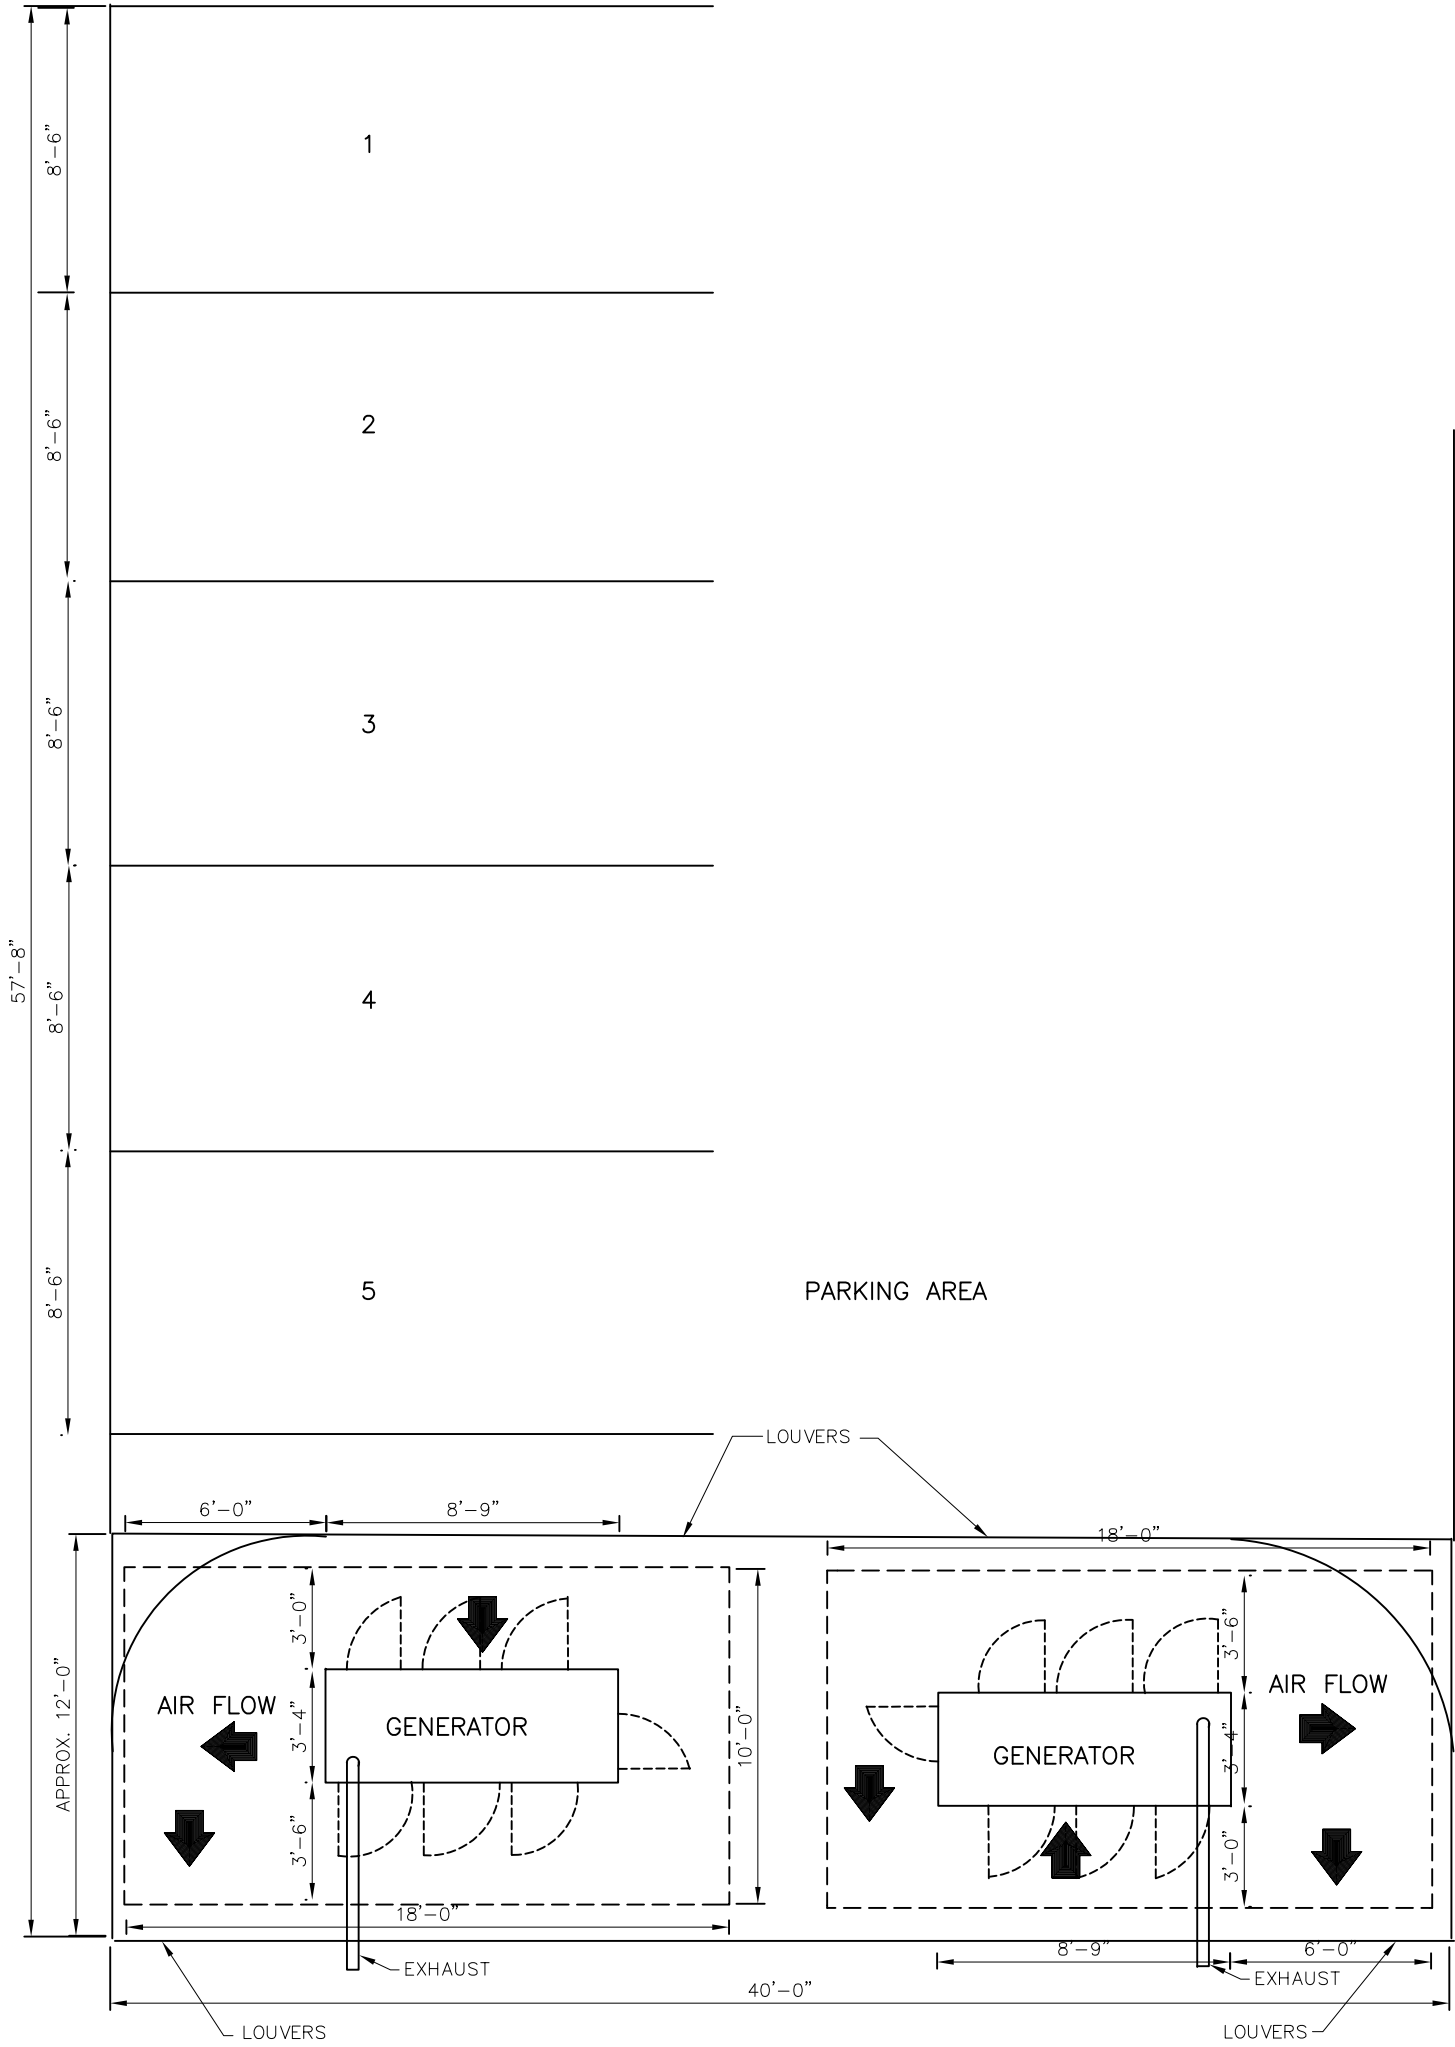 8'-6"
1
8'-6"
2
8'-6"
3
57'-8"
8'-6"
4
8'-6"
5
PARKING AREA
LOUVERS
6'-0"
8'-9"
18'-0"
APPROX. 12'-0"
3'-0"
3'-4"
3'-6"
AIR FLOW
GENERATOR
10'-0"
18'-0"
3'-6"
3'-4"
3'-0"
AIR FLOW
GENERATOR
8'-9"
6'-0"
EXHAUST
EXHAUST
40'-0"
LOUVERS
LOUVERS